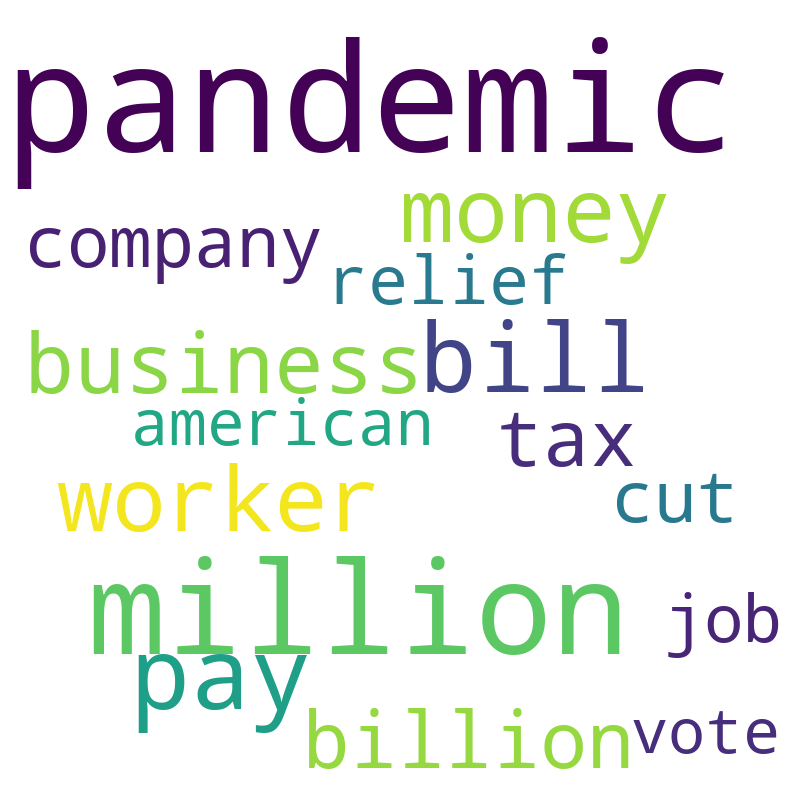 pandemic
money
company
relief
business bill
american
tax
worker
cut
million
job
pay
billion vote